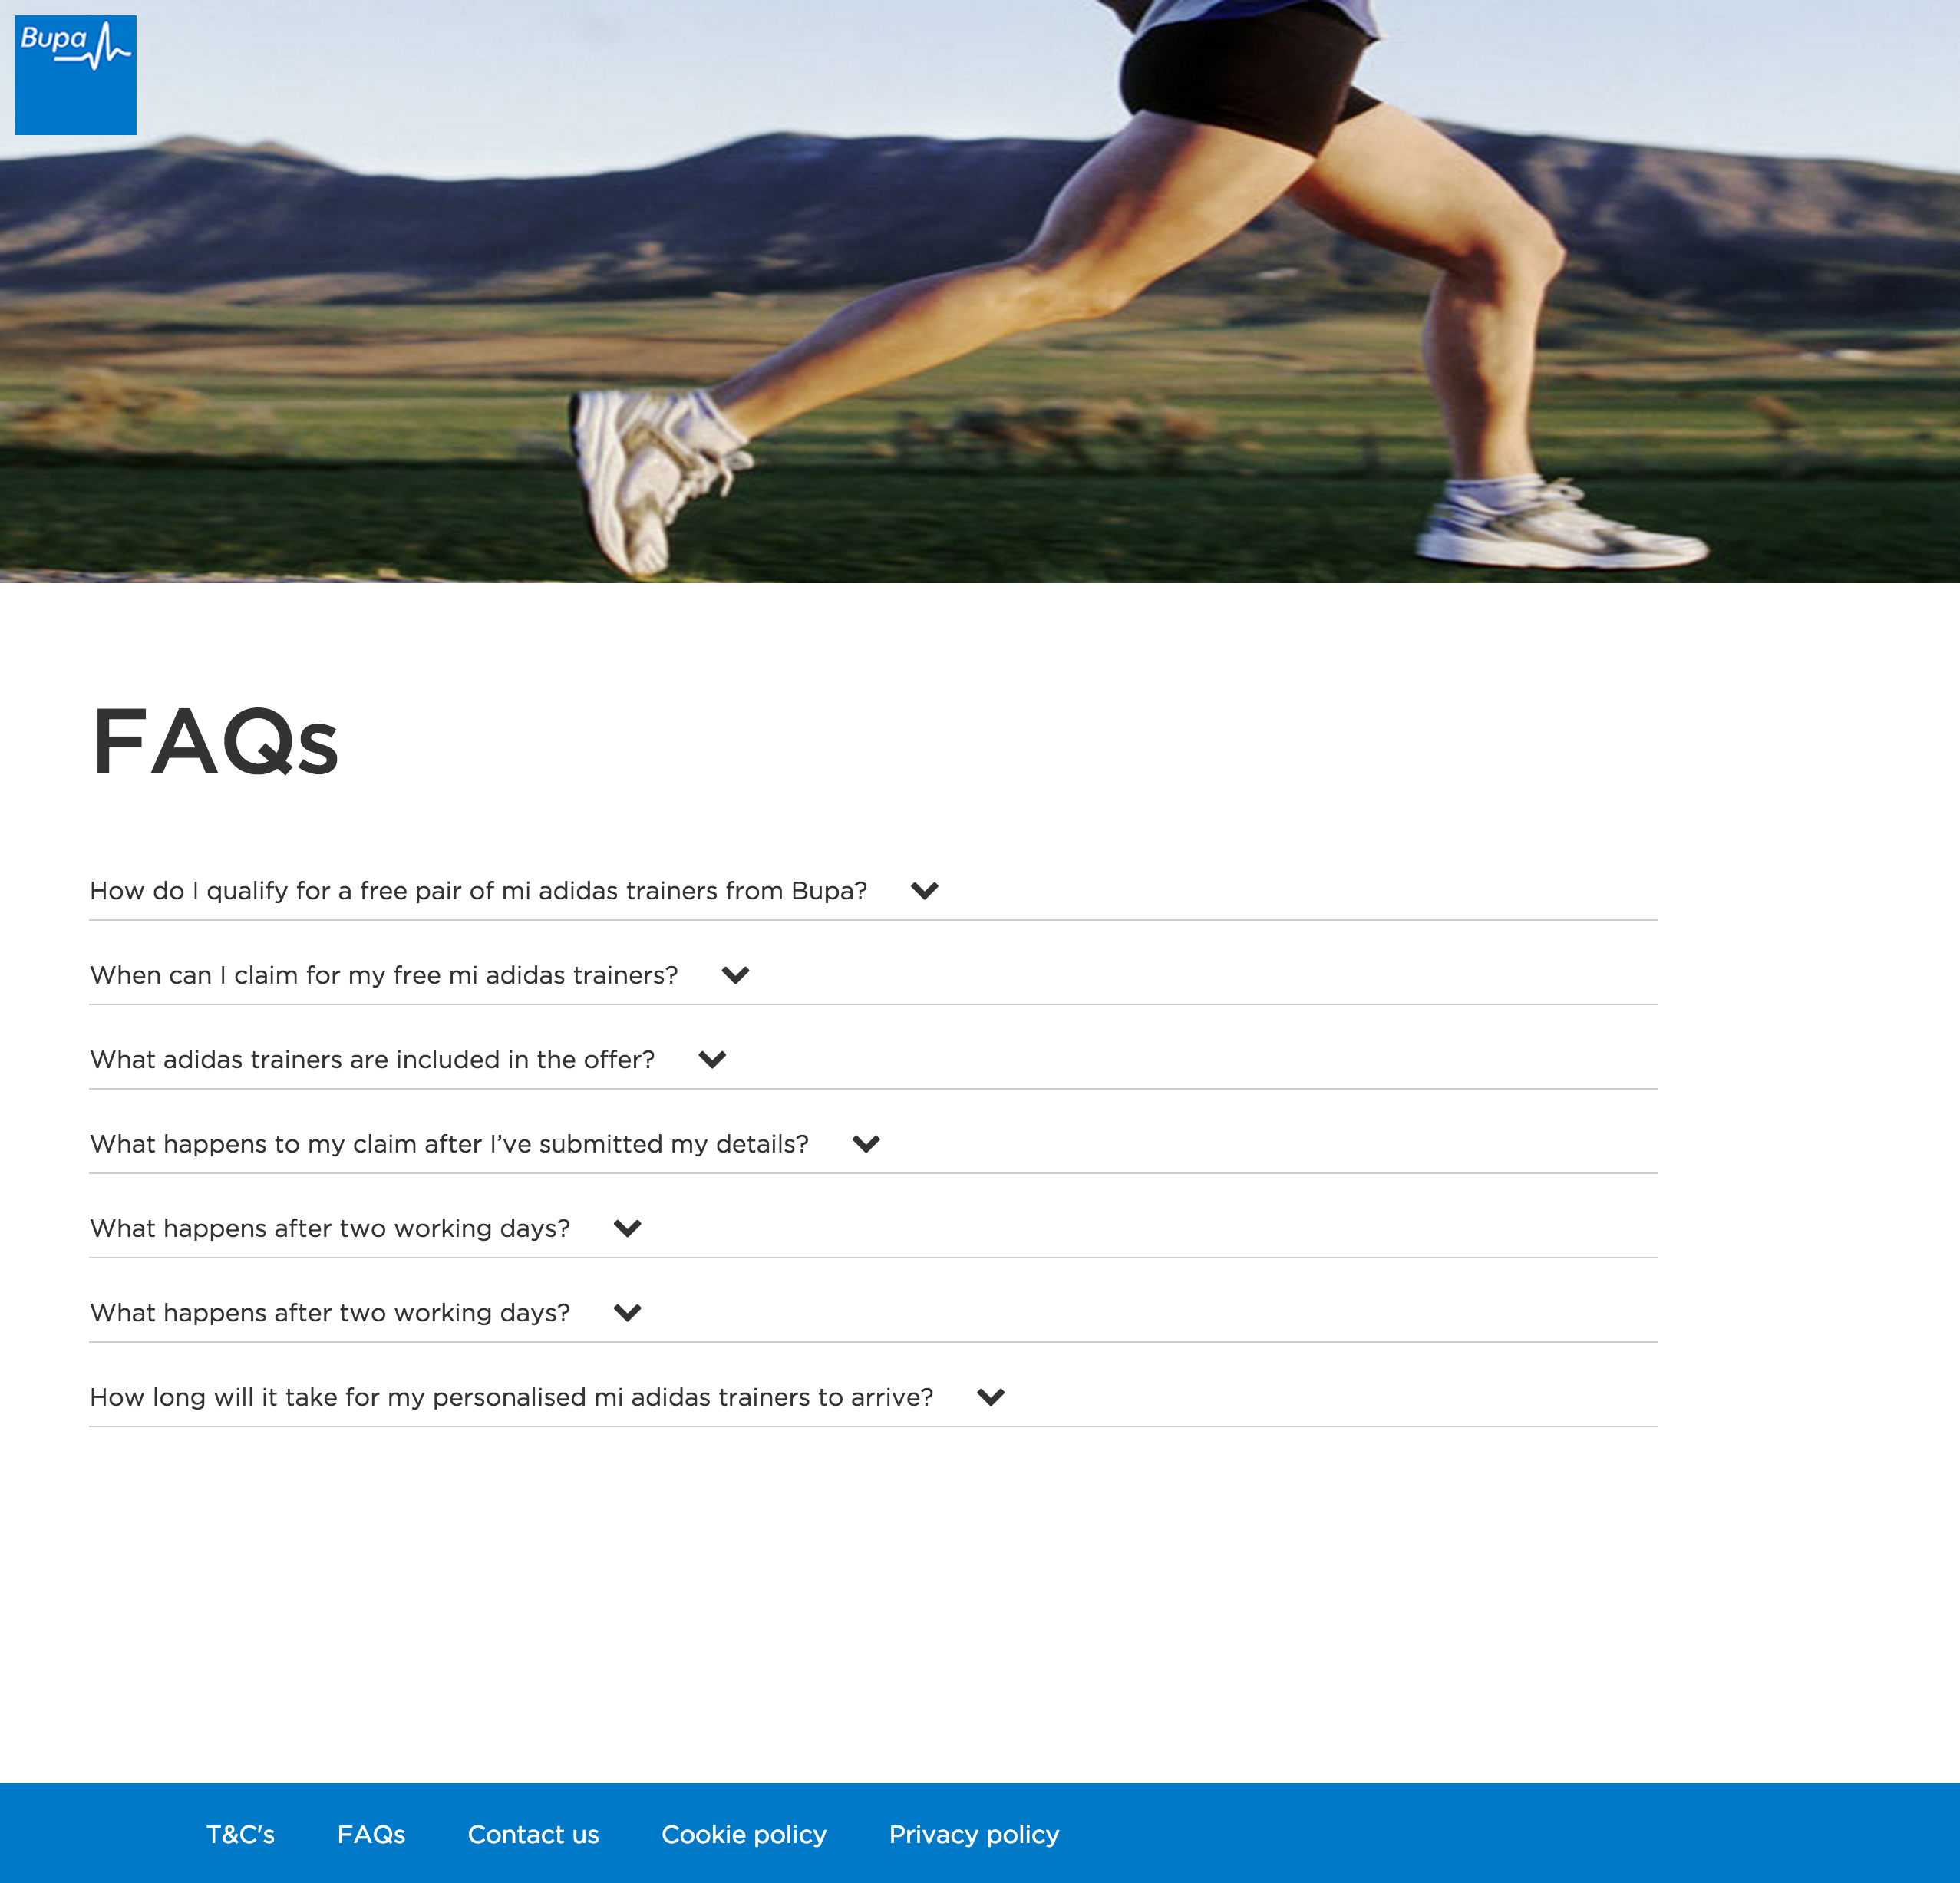 Bupa
FAQs
How do I qualify for a free pair of mi adidas trainers from Bupa?
When can I claim for my free mi adidas trainers?
What adidas trainers are included in the offer?
What happens to my claim after I’ve submitted my details?
What happens after two working days?
What happens after two working days?
How long will it take for my personalised mi adidas trainers to arrive?
T&C's FAQs Contact us Cookie policy Privacy policy